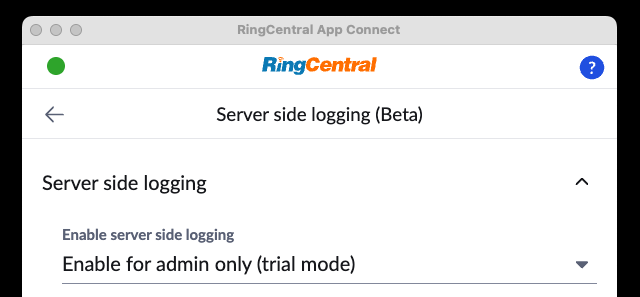 RingCentral App Connect
RingCentral
?
Server side logging (Beta)
Server side logging
Enable server side logging
Enable for admin only (trial mode)